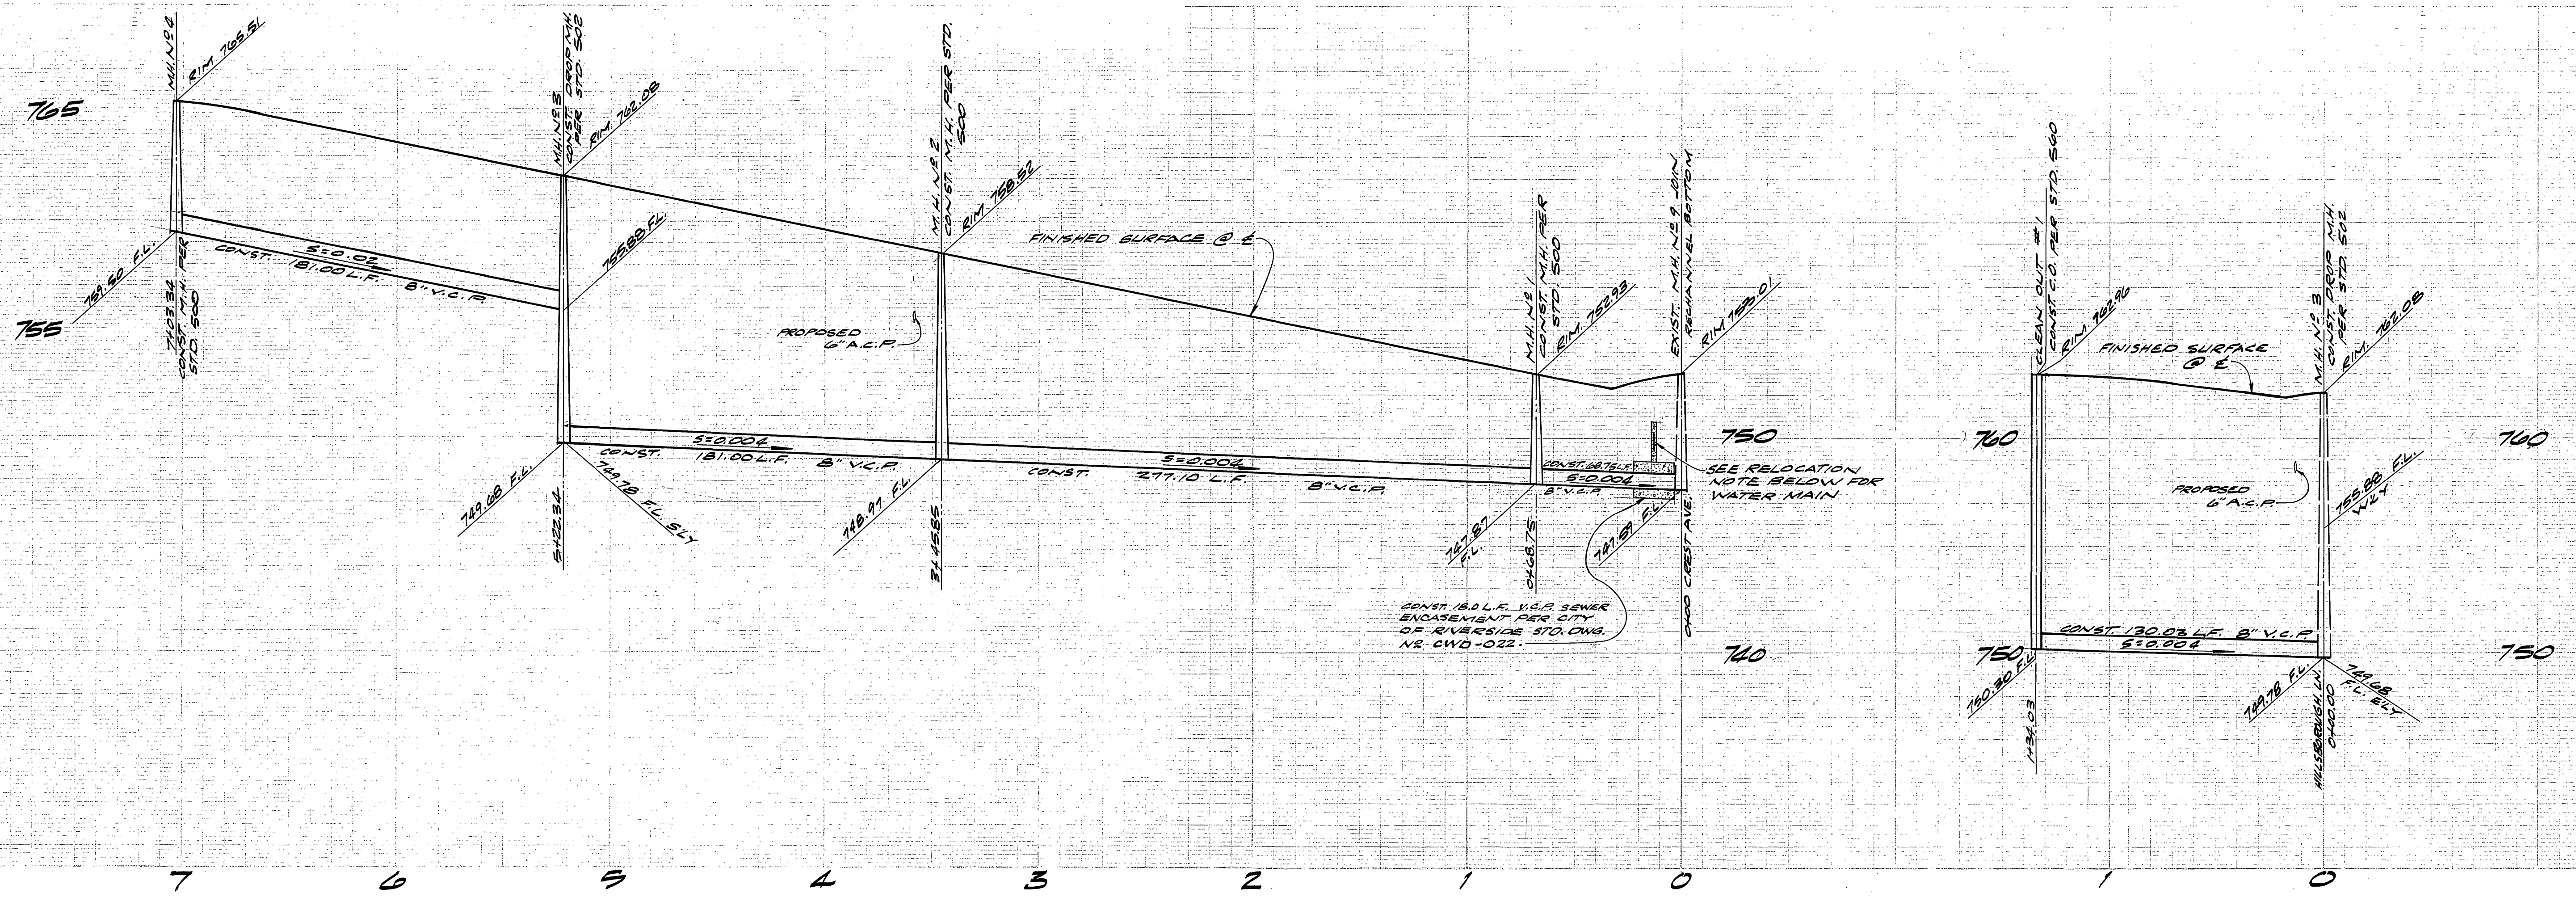 M.H. Nº 4
RIM 765.51
765
755
759.50 F.L.
7+03.34
CONST. M.H. PER
STD. 500
S=0.02
CONST. 181.00 L.F. 8" V.C.P.
M.H. Nº 3
CONST. DROP M.H.
PER STD. 502
RIM. 762.08
755.88 F.L.
749.68 F.L.
749.78 F.L. S'LY
5+22.34
S=0.004
CONST. 181.00 L.F. 8" V.C.P.
PROPOSED
6" A.C.P.
M.H. Nº 2
CONST. M.H. PER STD.
500
RIM 758.52
748.97 F.L.
3+45.85
FINISHED SURFACE @ ℄
S=0.004
CONST. 277.10 L.F. 8" V.C.P.
M.H. Nº 1
CONST. M.H. PER
STD. 500
RIM. 752.93
747.87
F.L.
0+68.75
CONST. 68.75 L.F.
S=0.004
8" V.C.P.
EXIST. M.H. Nº 9 JOIN
RECHANNEL BOTTOM
747.59 F.L.
0+00 CREST AVE.
750
SEE RELOCATION
NOTE BELOW FOR
WATER MAIN
CONST. 18.0 L.F. V.C.P. SEWER
ENCASEMENT PER CITY
OF RIVERSIDE STD. DWG.
Nº CWD-022.
740
CLEAN OUT #1
CONST. C.O. PER STD. 560
RIM 762.96
FINISHED SURFACE
@ ℄
M.H. Nº 3
CONST. DROP M.H.
PER STD. 502
RIM. 762.08
760
760
PROPOSED
6" A.C.P.
755.88 F.L.
W'LY
CONST. 130.03 L.F. 8" V.C.P.
S=0.004
750
750
750.30 F.L.
1+34.03
749.78 F.L.
749.68
F.L. E'LY
HILLSBOROUGH LN.
0+00.00
7 6 5 4 3 2 1 0 1 0